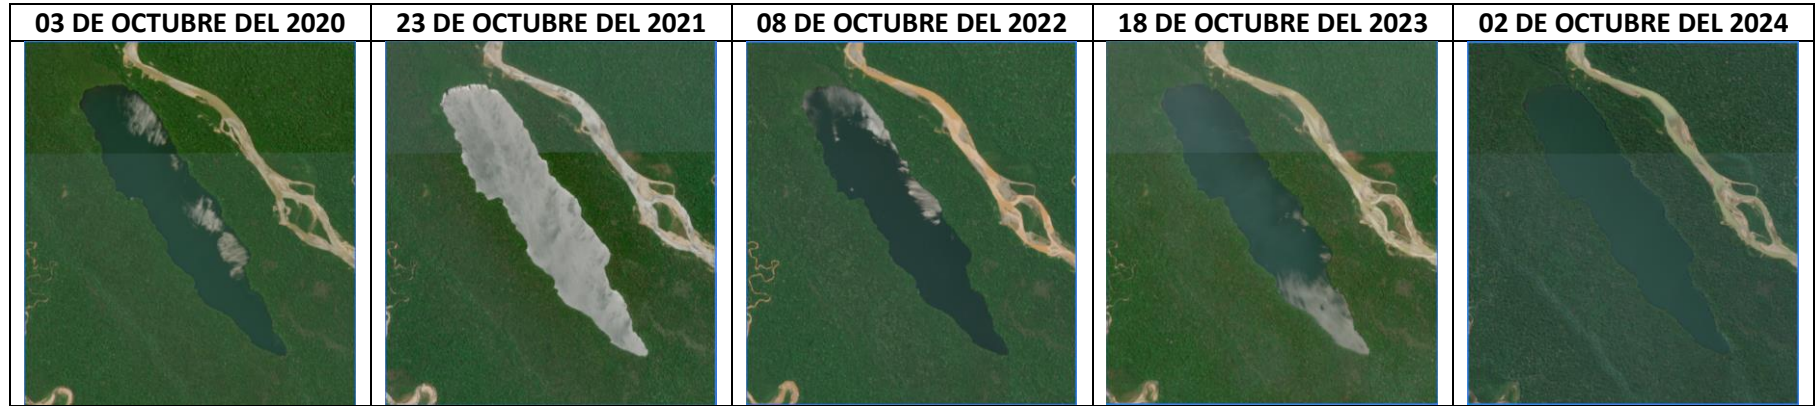 03 DE OCTUBRE DEL 2020
23 DE OCTUBRE DEL 2021
08 DE OCTUBRE DEL 2022
18 DE OCTUBRE DEL 2023
02 DE OCTUBRE DEL 2024